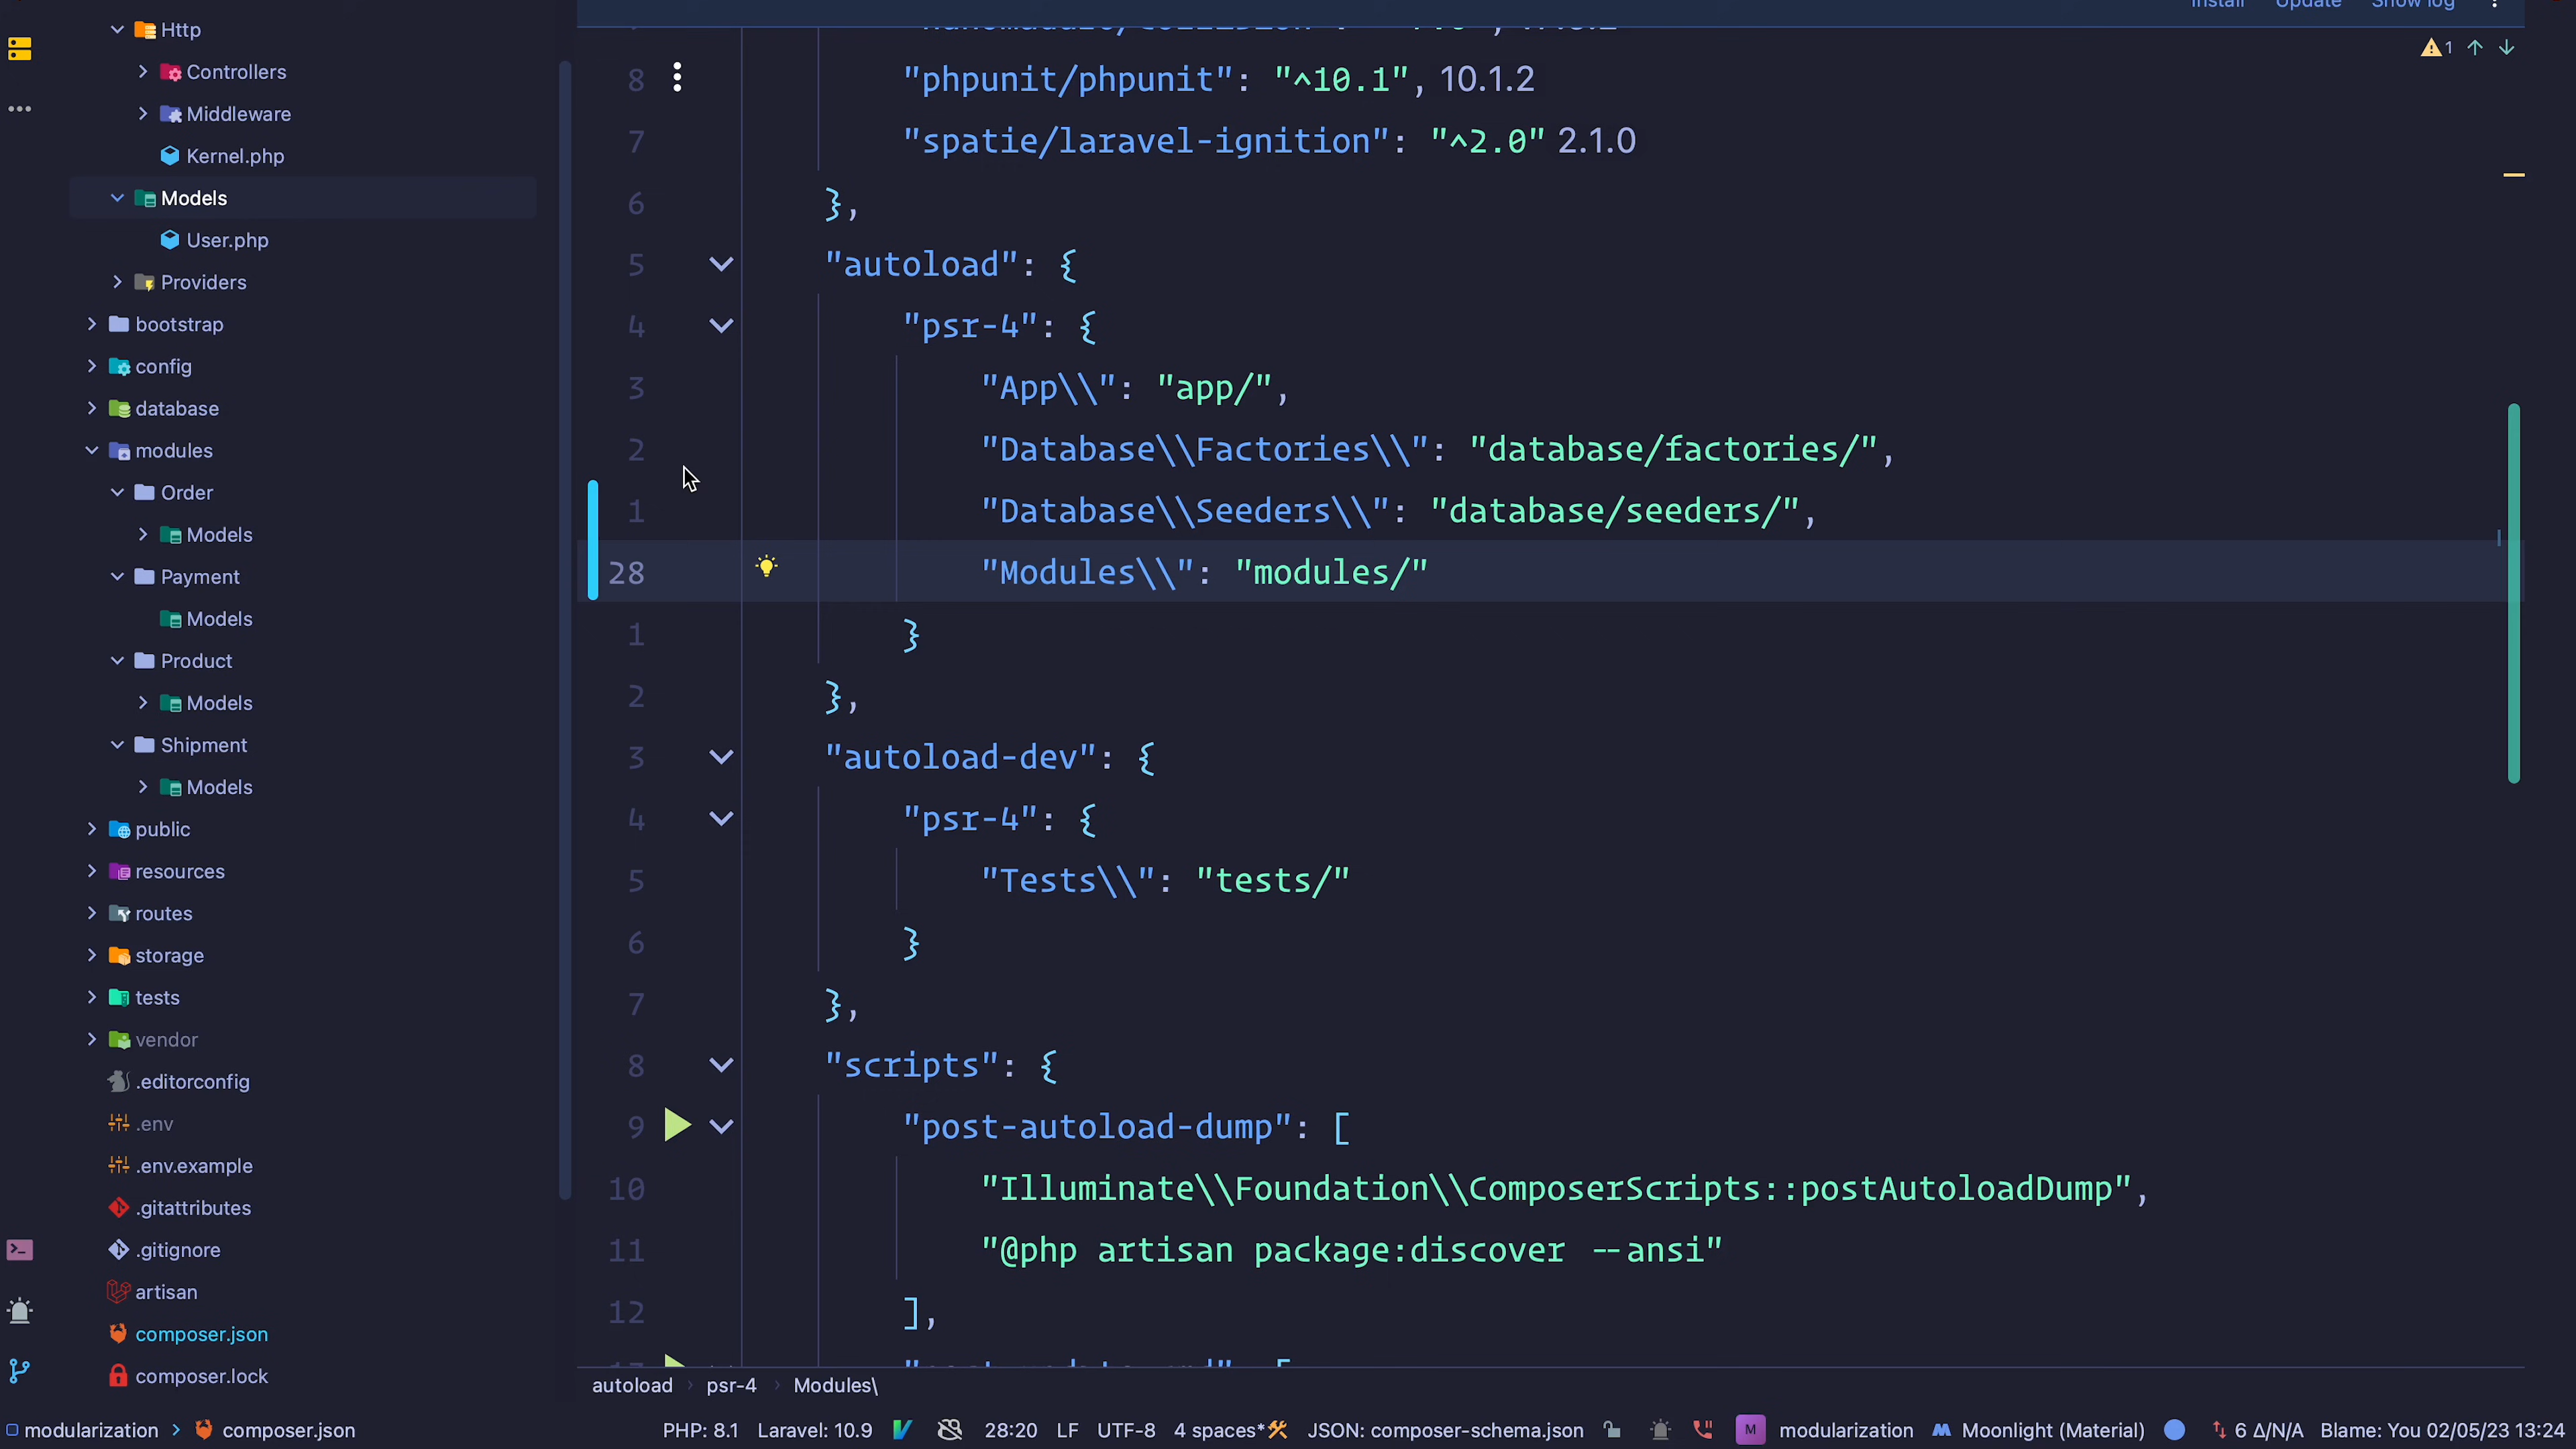 Http
Controllers
Middleware
Kernel.php
Models
User.php
Providers
bootstrap
config
database
modules
Order
Models
Payment
Models
Product
Models
Shipment
Models
public
resources
routes
storage
tests
vendor
.editorconfig
.env
.env.example
.gitattributes
.gitignore
artisan
composer.json
composer.lock
Install Update Show log
1
8 "phpunit/phpunit": "^10.1", 10.1.2
7 "spatie/laravel-ignition": "^2.0" 2.1.0
6 },
5 "autoload": {
4 "psr-4": {
3 "App\\": "app/",
2 "Database\\Factories\\": "database/factories/",
1 "Database\\Seeders\\": "database/seeders/",
28 "Modules\\": "modules/"
1 }
2 },
3 "autoload-dev": {
4 "psr-4": {
5 "Tests\\": "tests/"
6 }
7 },
8 "scripts": {
9 "post-autoload-dump": [
10 "Illuminate\\Foundation\\ComposerScripts::postAutoloadDump",
11 "@php artisan package:discover --ansi"
12 ],
autoload › psr-4 › Modules\
modularization › composer.json PHP: 8.1 Laravel: 10.9 28:20 LF UTF-8 4 spaces* JSON: composer-schema.json M modularization Moonlight (Material) 6 Δ/N/A Blame: You 02/05/23 13:24